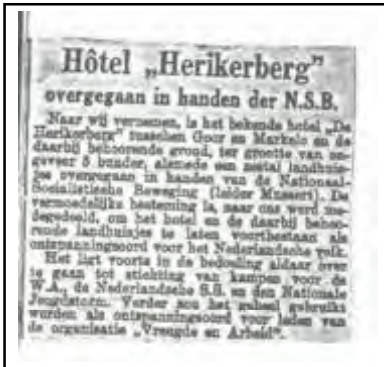 Hôtel „Herikerberg”
overgegaan in handen der N.S.B.
Naar wij vernemen, is het bekende hotel „De
Herikerberg” tusschen Goor en Markelo en de
daarbij behoorende grond, ter grootte van on-
geveer 5 bunder, alsmede een zestal landhuis-
jes overgegaan in handen van de Nationaal-
Socialistische Beweging (leider Mussert). De
vermoedelijke bestemming is, naar ons werd me-
degedeeld, om het hotel en de daarbij behoo-
rende landhuisjes te laten voortbestaan als
ontspanningsoord voor het Nederlandsche volk.
Het ligt voorts in de bedoeling aldaar over
te gaan tot stichting van kampen voor de
W.A., de Nederlandsche S.S. en den Nationale
Jeugdstorm. Verder zou het geheel gebruikt
worden als ontspanningsoord voor leden van
de organisatie „Vreugde en Arbeid”.